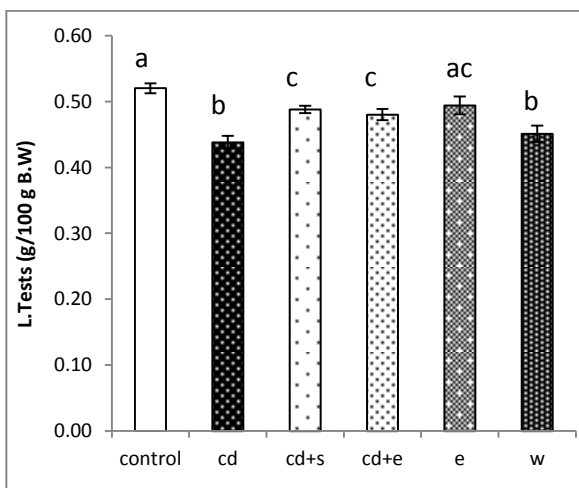 0.60
0.50
0.40
0.30
0.20
0.10
0.00
L.Tests (g/100 g B.W)
a
b
c
c
ac
b
control cd cd+s cd+e e w